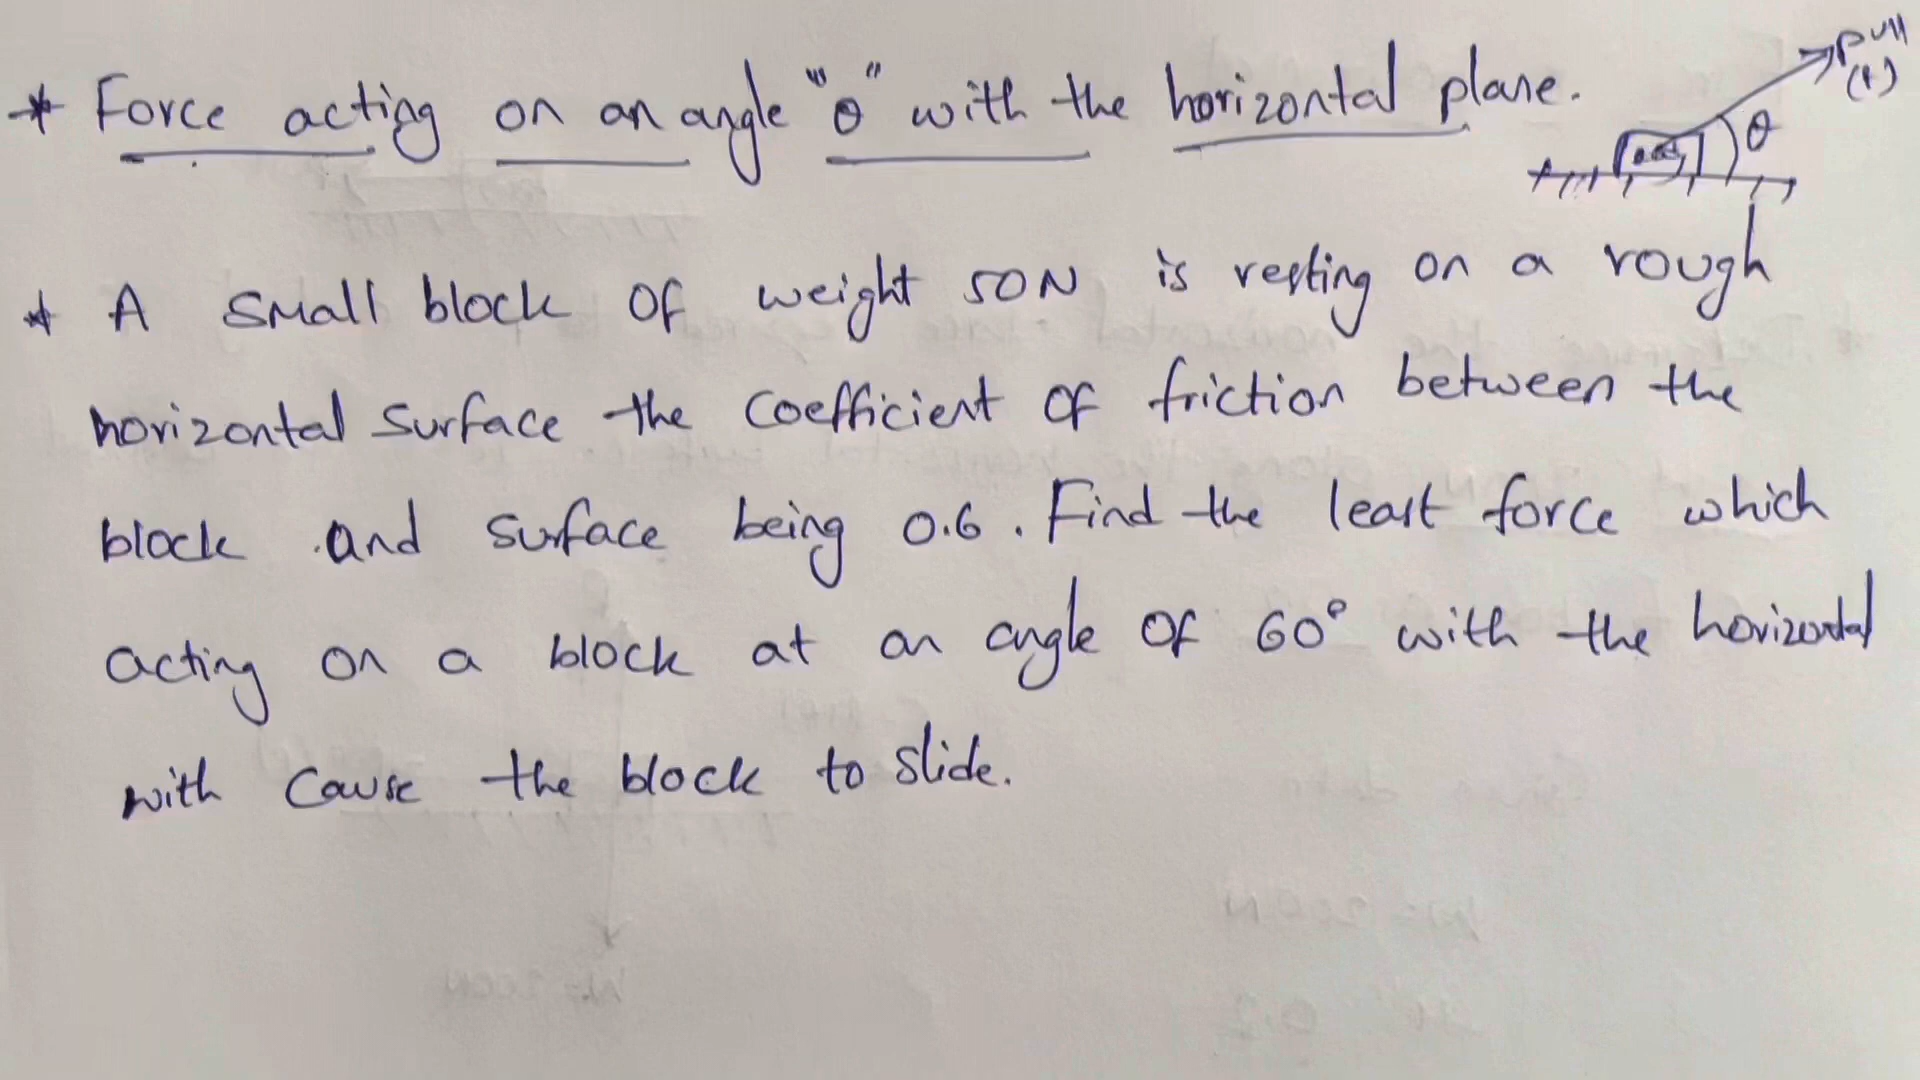 * Force acting on an angle "θ" with the horizontal plane.
pull
(+)
θ
* A small block of weight 50N is resting on a rough
horizontal surface the coefficient of friction between the
block and surface being 0.6. Find the least force which
acting on a block at an angle of 60° with the horizontal
with cause the block to slide.